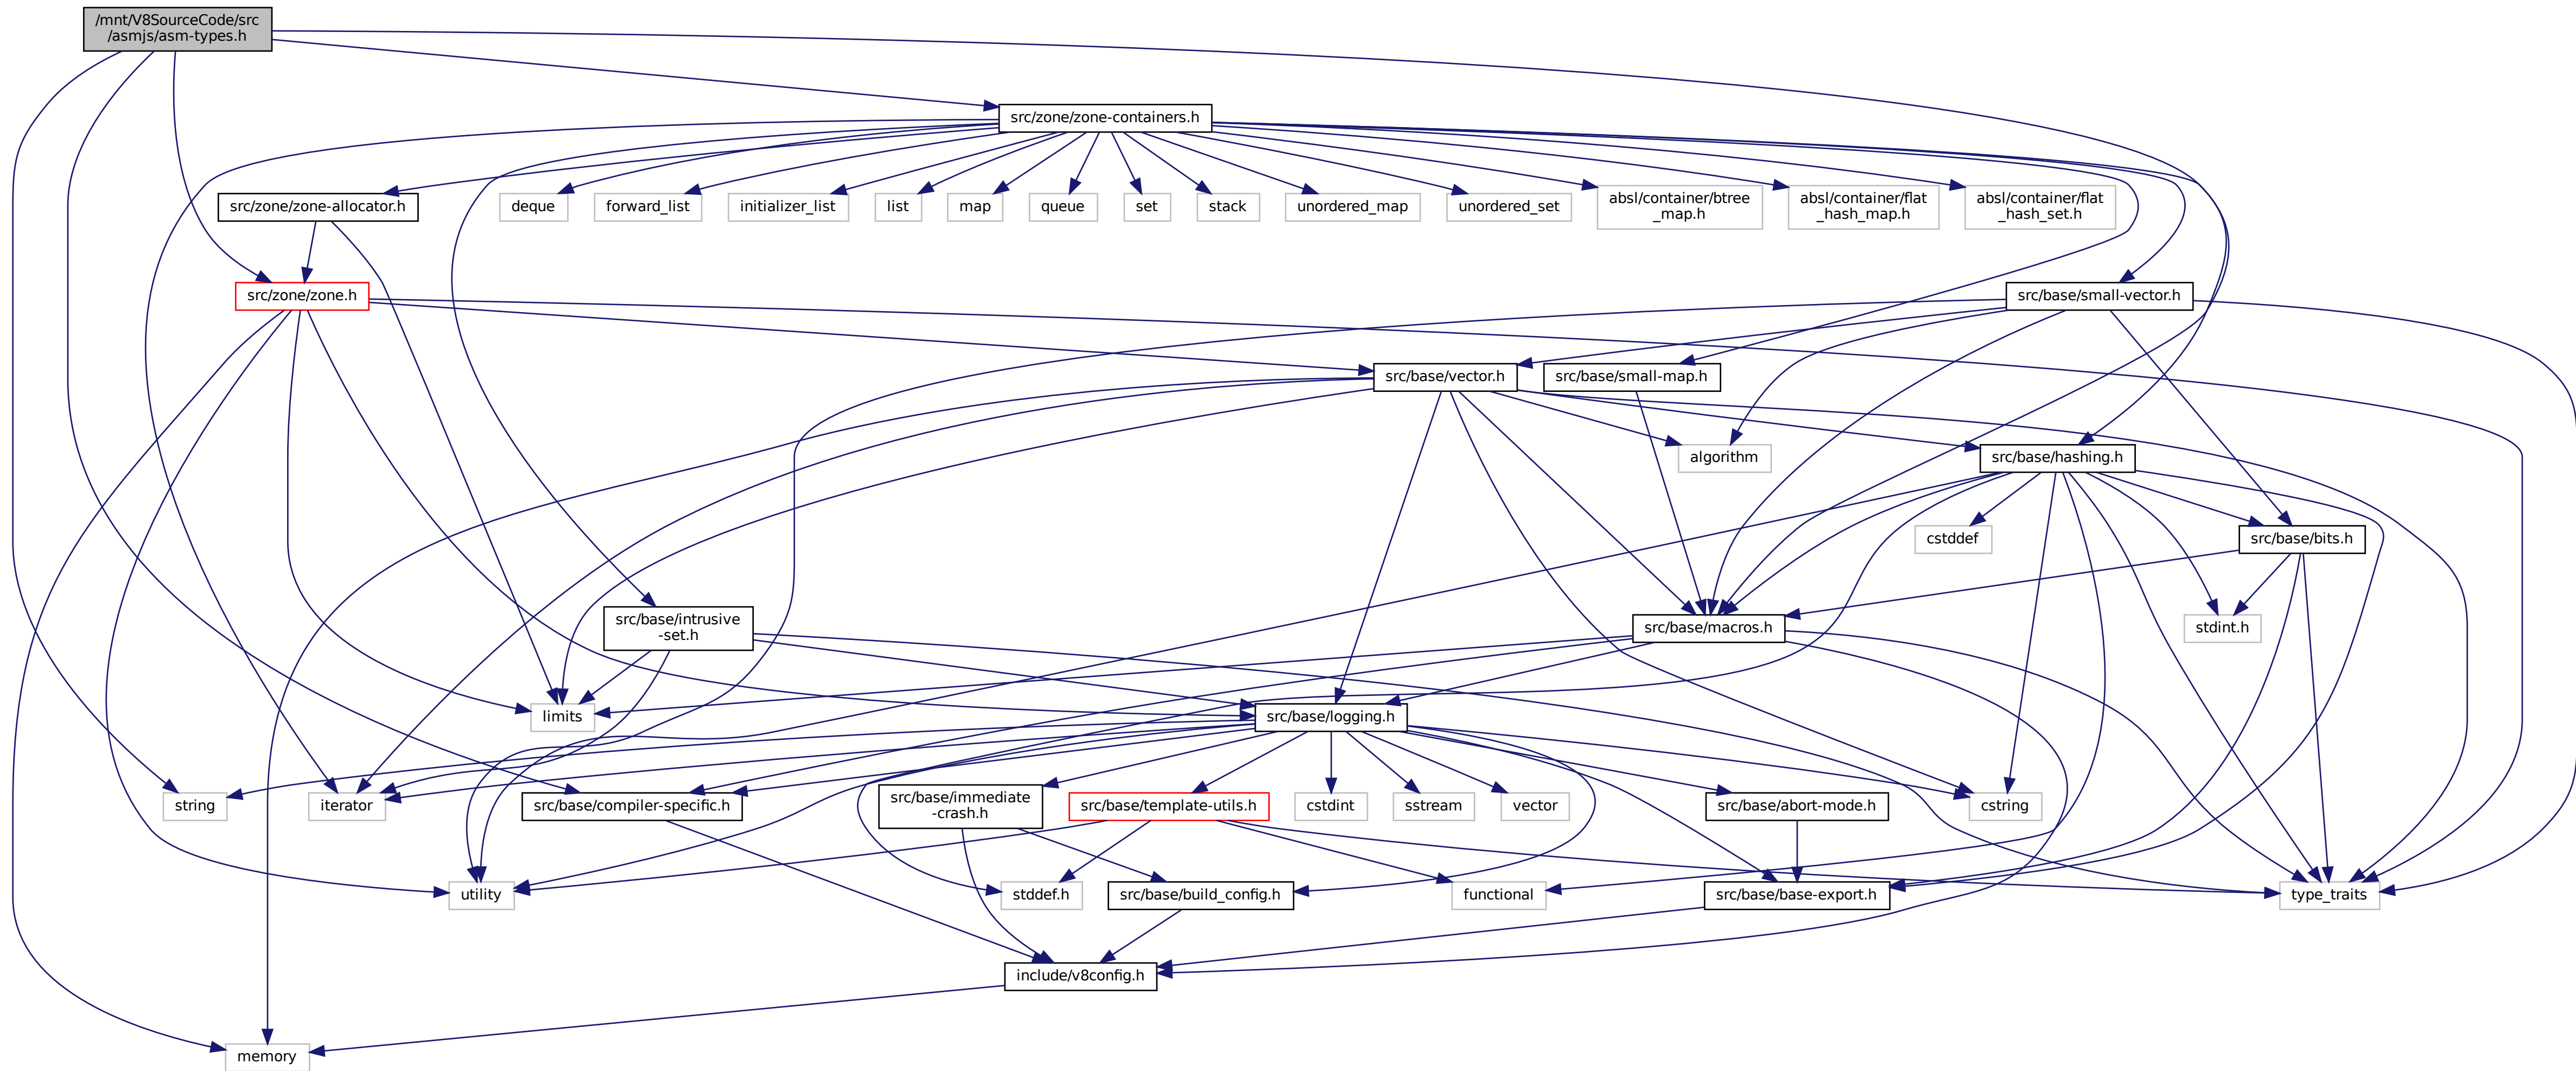 /mnt/V8SourceCode/src
/asmjs/asm-types.h
src/zone/zone-containers.h
src/zone/zone-allocator.h
deque
forward_list
initializer_list
list
map
queue
set
stack
unordered_map
unordered_set
absl/container/btree
_map.h
absl/container/flat
_hash_map.h
absl/container/flat
_hash_set.h
src/zone/zone.h
src/base/small-vector.h
src/base/vector.h
src/base/small-map.h
algorithm
src/base/hashing.h
cstddef
src/base/bits.h
src/base/intrusive
-set.h
src/base/macros.h
stdint.h
limits
src/base/logging.h
string
iterator
src/base/compiler-specific.h
src/base/immediate
-crash.h
src/base/template-utils.h
cstdint
sstream
vector
src/base/abort-mode.h
cstring
utility
stddef.h
src/base/build_config.h
functional
src/base/base-export.h
type_traits
include/v8config.h
memory